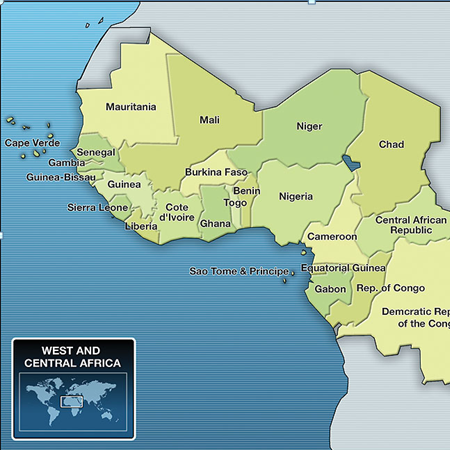 Mauritania
Mali
Niger
Chad
Cape Verde
Senegal
Gambia
Guinea-Bissau
Guinea
Burkina Faso
Benin
Togo
Nigeria
Sierra Leone
Cote
d'Ivoire
Ghana
Liberia
Central African
Republic
Cameroon
Sao Tome & Principe
Equatorial Guinea
Gabon
Rep. of Congo
Demcratic Rep
of the Cong
WEST AND
CENTRAL AFRICA